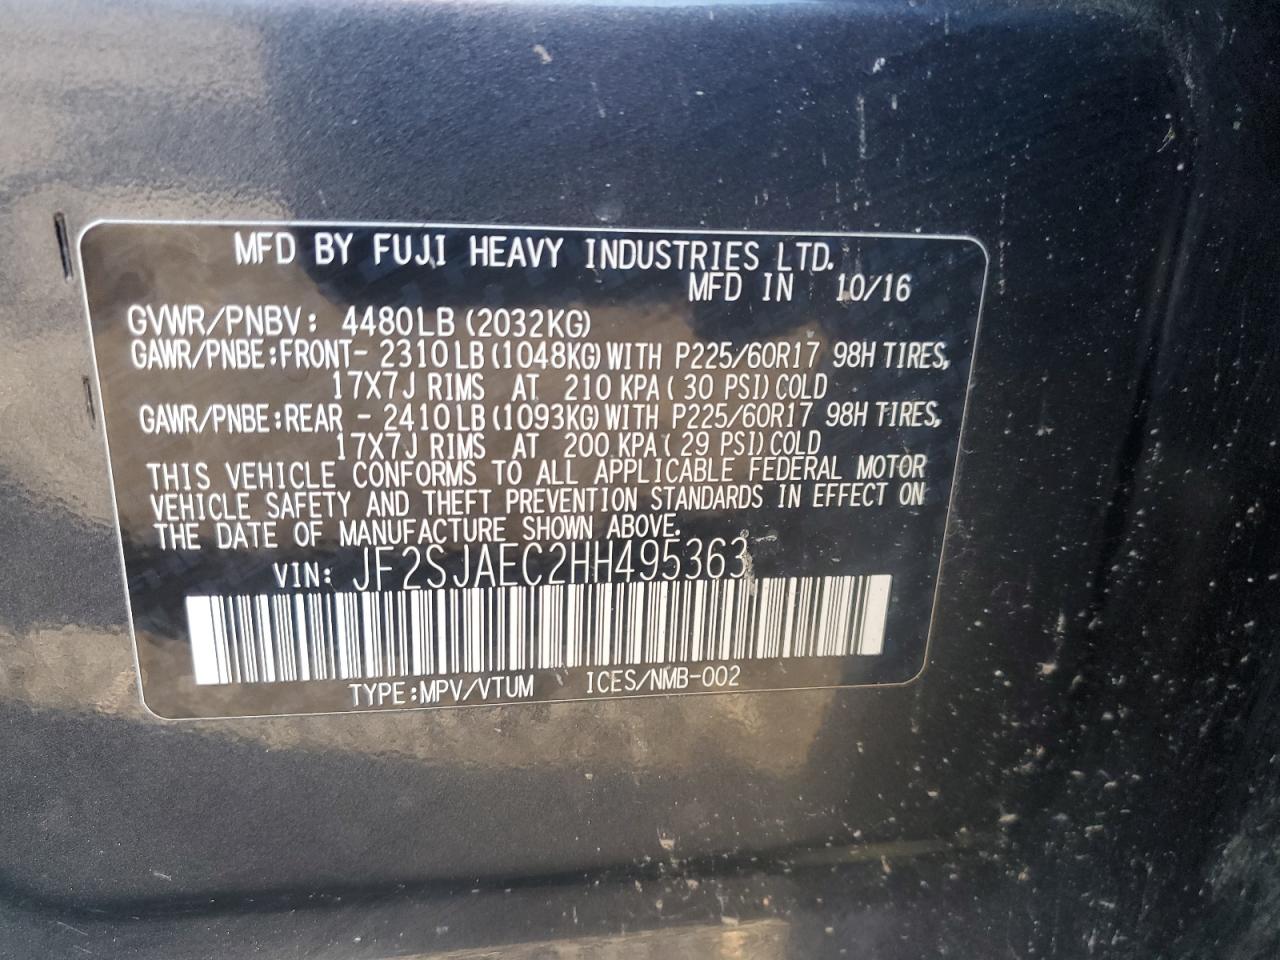 MFD BY FUJI HEAVY INDUSTRIES LTD.
MFD IN 10/16
GVWR/PNBV: 4480LB(2032KG)
GAWR/PNBE:FRONT- 2310LB(1048KG)WITH P225/60R17 98H TIRES,
17X7J RIMS AT 210 KPA( 30 PSI)COLD
GAWR/PNBE:REAR - 2410LB(1093KG)WITH P225/60R17 98H TIRES,
17X7J RIMS AT 200 KPA( 29 PSI)COLD
THIS VEHICLE CONFORMS TO ALL APPLICABLE FEDERAL MOTOR
VEHICLE SAFETY AND THEFT PREVENTION STANDARDS IN EFFECT ON
THE DATE OF MANUFACTURE SHOWN ABOVE.
VIN: JF2SJAEC2HH495363
TYPE:MPV/VTUM ICES/NMB-002